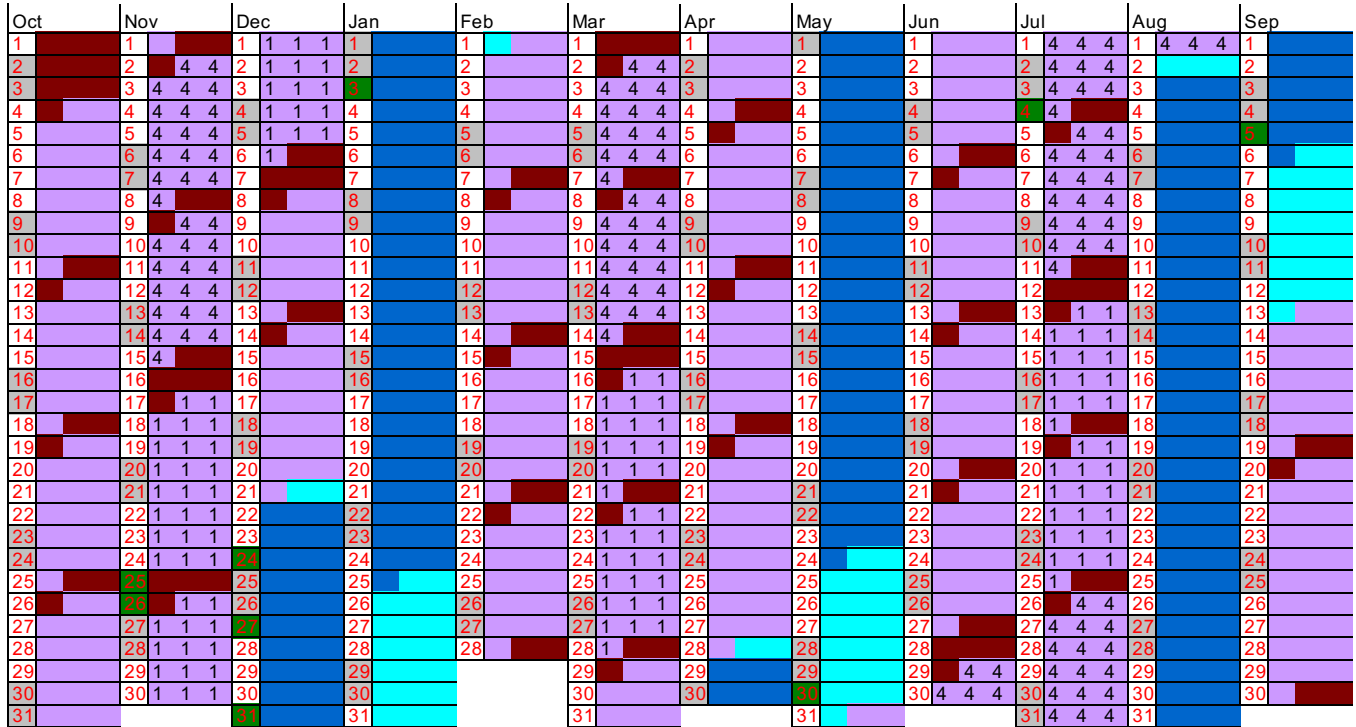 Oct Nov Dec Jan Feb Mar Apr May Jun Jul Aug Sep
1 1 1 1 1 1 1 1 1 1 1 1 1 4 4 4 1 4 4 4 1
2 2 4 4 2 1 1 1 2 2 2 4 4 2 2 2 2 4 4 4 2 2
3 3 4 4 4 3 1 1 1 3 3 3 4 4 4 3 3 3 3 4 4 4 3 3
4 4 4 4 4 4 1 1 1 4 4 4 4 4 4 4 4 4 4 4 4 4
5 5 4 4 4 5 1 1 1 5 5 5 4 4 4 5 5 5 5 4 4 5 5
6 6 4 4 4 6 1 6 6 6 4 4 4 6 6 6 6 4 4 4 6 6
7 7 4 4 4 7 7 7 7 4 7 7 7 7 4 4 4 7 7
8 8 4 8 8 8 8 4 4 8 8 8 8 4 4 4 8 8
9 9 4 4 9 9 9 9 4 4 4 9 9 9 9 4 4 4 9 9
10 10 4 4 4 10 10 10 10 4 4 4 10 10 10 10 4 4 4 10 10
11 11 4 4 4 11 11 11 11 4 4 4 11 11 11 11 4 11 11
12 12 4 4 4 12 12 12 12 4 4 4 12 12 12 12 12 12
13 13 4 4 4 13 13 13 13 4 4 4 13 13 13 13 1 1 13 13
14 14 4 4 4 14 14 14 14 4 14 14 14 14 1 1 1 14 14
15 15 4 15 15 15 15 15 15 15 15 1 1 1 15 15
16 16 16 16 16 16 1 1 16 16 16 16 1 1 1 16 16
17 17 1 1 17 17 17 17 1 1 1 17 17 17 17 1 1 1 17 17
18 18 1 1 1 18 18 18 18 1 1 1 18 18 18 18 1 18 18
19 19 1 1 1 19 19 19 19 1 1 1 19 19 19 19 1 1 19 19
20 20 1 1 1 20 20 20 20 1 1 1 20 20 20 20 1 1 1 20 20
21 21 1 1 1 21 21 21 21 1 21 21 21 21 1 1 1 21 21
22 22 1 1 1 22 22 22 22 1 1 22 22 22 22 1 1 1 22 22
23 23 1 1 1 23 23 23 23 1 1 1 23 23 23 23 1 1 1 23 23
24 24 1 1 1 24 24 24 24 1 1 1 24 24 24 24 1 1 1 24 24
25 25 25 25 25 25 1 1 1 25 25 25 25 1 25 25
26 26 1 1 26 26 26 26 1 1 1 26 26 26 26 4 4 26 26
27 27 1 1 1 27 27 27 27 1 1 1 27 27 27 27 4 4 4 27 27
28 28 1 1 1 28 28 28 28 1 28 28 28 28 4 4 4 28 28
29 29 1 1 1 29 29 29 29 29 29 4 4 29 4 4 4 29 29
30 30 1 1 1 30 30 30 30 30 30 4 4 4 30 4 4 4 30 30
31 31 31 31 31 31 4 4 4 31